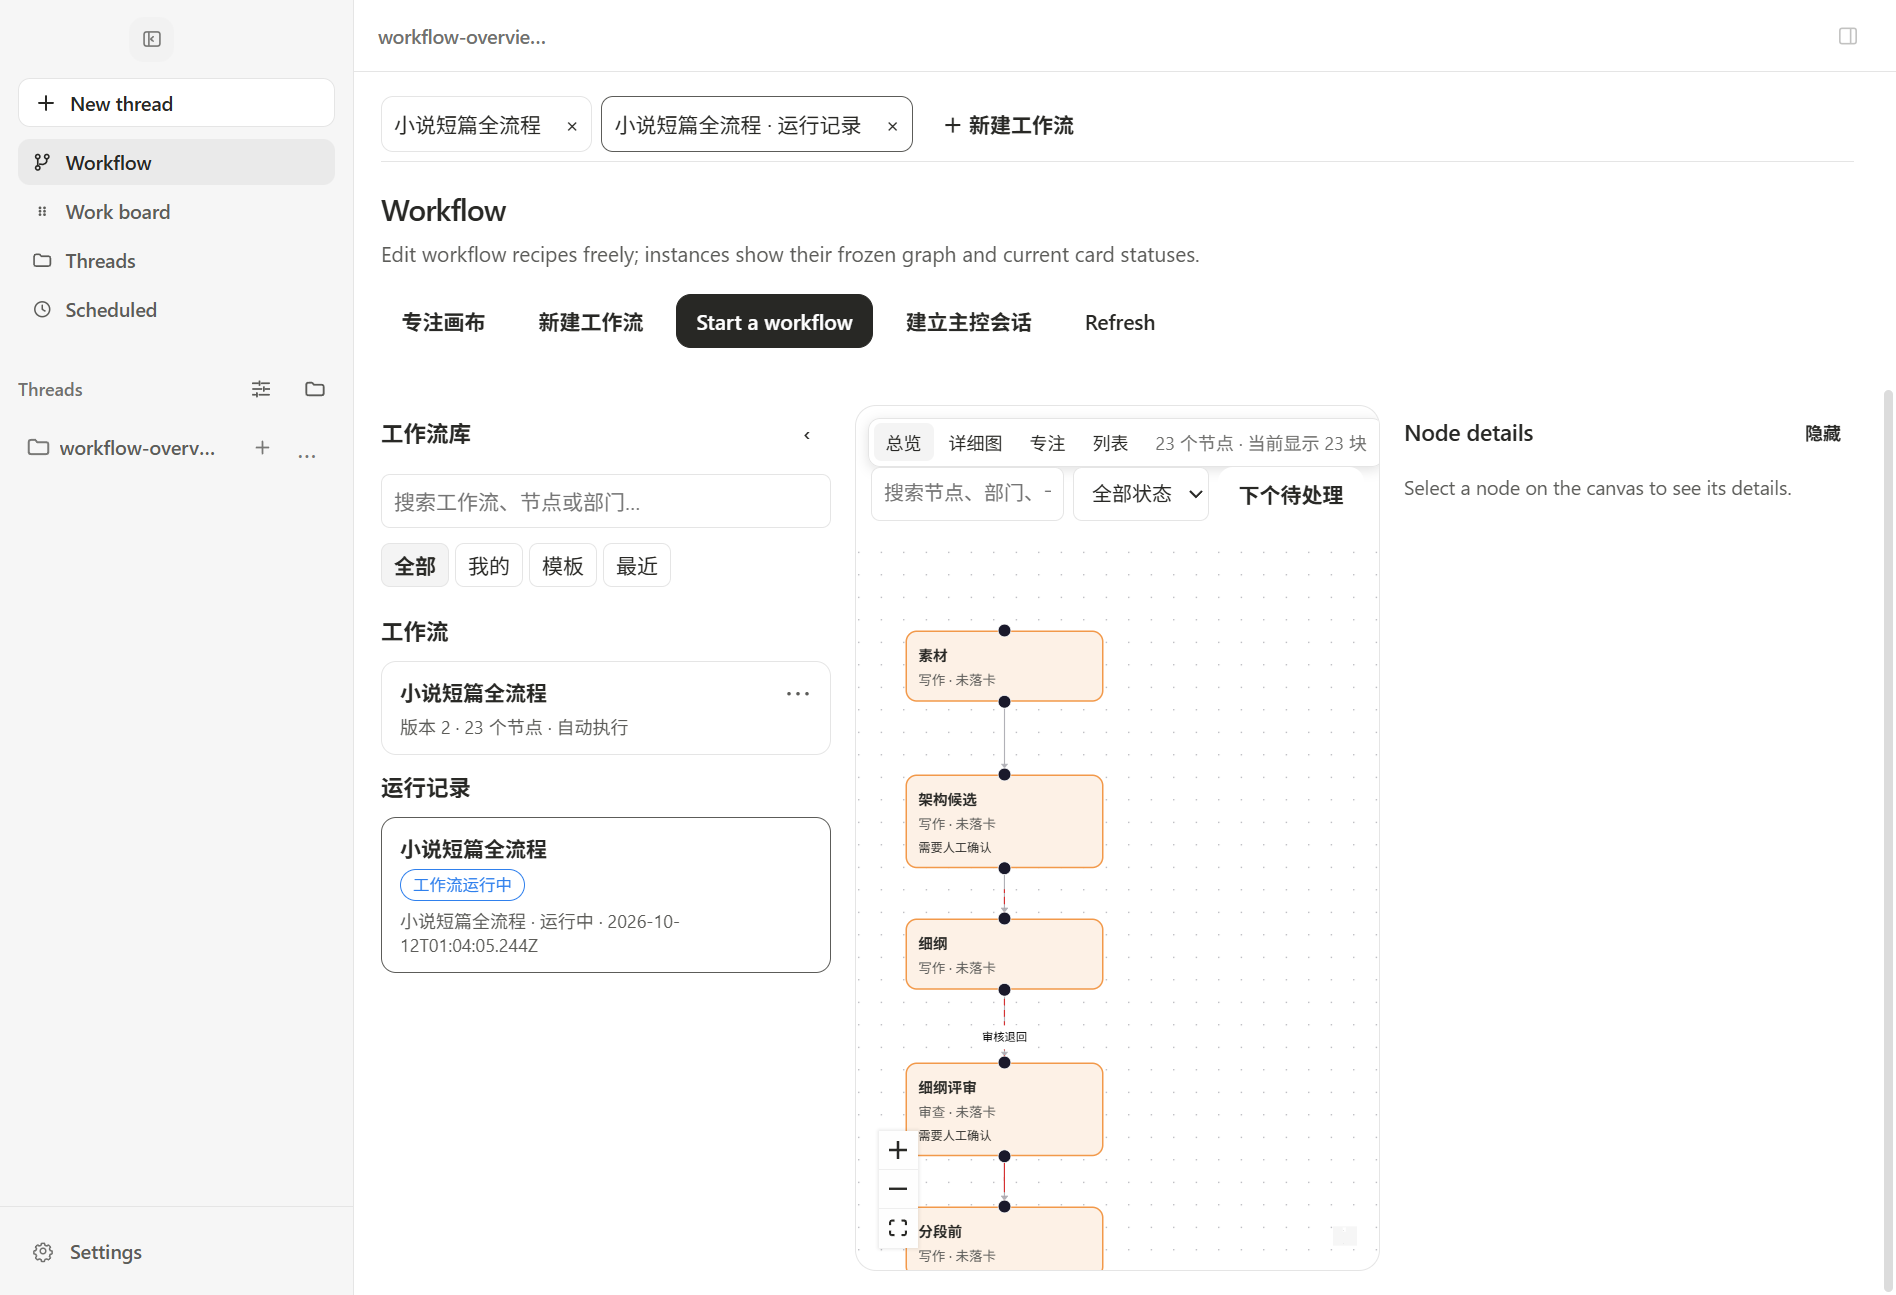 New thread
Workflow
Work board
Threads
Scheduled
Threads
workflow-overv...
Settings
workflow-overvie...
小说短篇全流程 ×
小说短篇全流程 · 运行记录 ×
+ 新建工作流
Workflow
Edit workflow recipes freely; instances show their frozen graph and current card statuses.
专注画布
新建工作流
Start a workflow
建立主控会话
Refresh
工作流库
搜索工作流、节点或部门...
全部
我的
模板
最近
工作流
小说短篇全流程
版本 2 · 23 个节点 · 自动执行
运行记录
小说短篇全流程
工作流运行中
小说短篇全流程 · 运行中 · 2026-10-
12T01:04:05.244Z
总览
详细图
专注
列表
23 个节点 · 当前显示 23 块
搜索节点、部门、
全部状态
下个待处理
素材
写作 · 未落卡
架构候选
写作 · 未落卡
需要人工确认
细纲
写作 · 未落卡
审核退回
细纲评审
审查 · 未落卡
需要人工确认
分段前
写作 · 未落卡
Node details
隐藏
Select a node on the canvas to see its details.